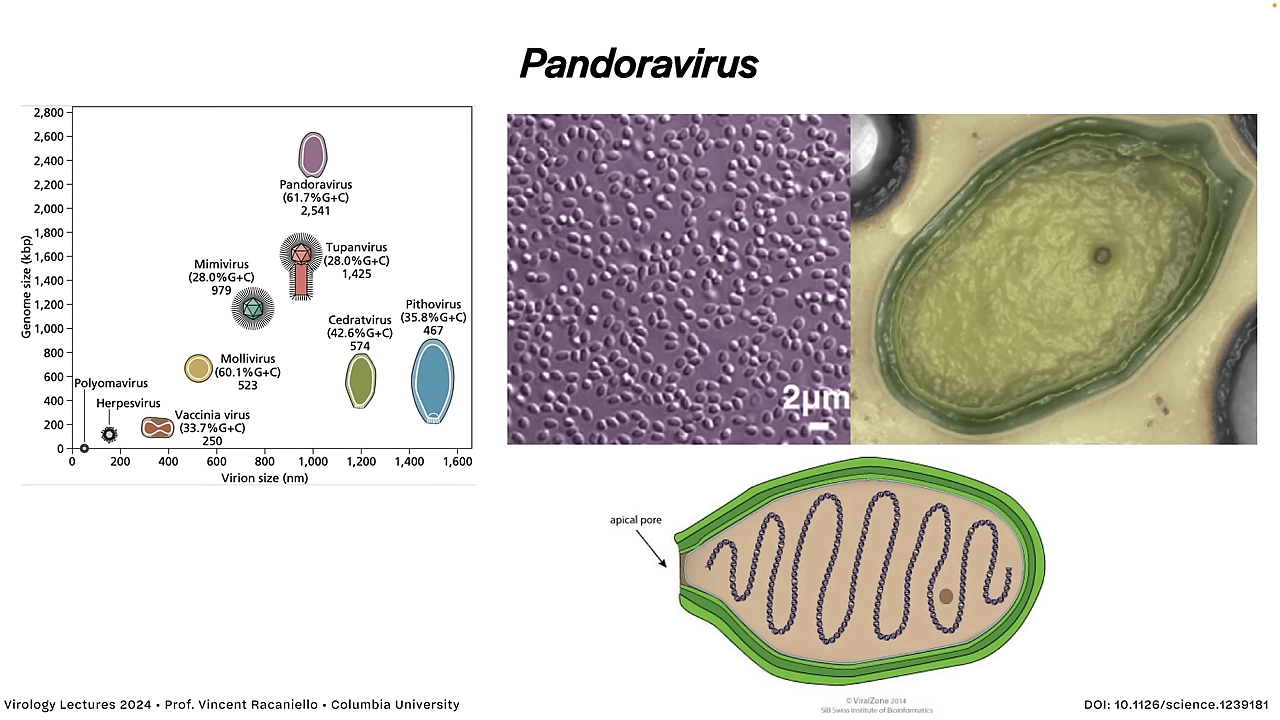 Pandoravirus
2,800
2,600
2,400
2,200
2,000
1,800
1,600
1,400
1,200
1,000
800
600
400
200
0
Genome size (kbp)
Pandoravirus
(61.7%G+C)
2,541
Tupanvirus
(28.0%G+C)
1,425
Mimivirus
(28.0%G+C)
979
Pithovirus
(35.8%G+C)
467
Cedratvirus
(42.6%G+C)
574
Mollivirus
(60.1%G+C)
523
Polyomavirus
Herpesvirus
Vaccinia virus
(33.7%G+C)
250
0 200 400 600 800 1,000 1,200 1,400 1,600
Virion size (nm)
2μm
apical pore
Virology Lectures 2024 • Prof. Vincent Racaniello • Columbia University
© ViralZone 2014
SIB Swiss Institute of Bioinformatics
DOI: 10.1126/science.1239181